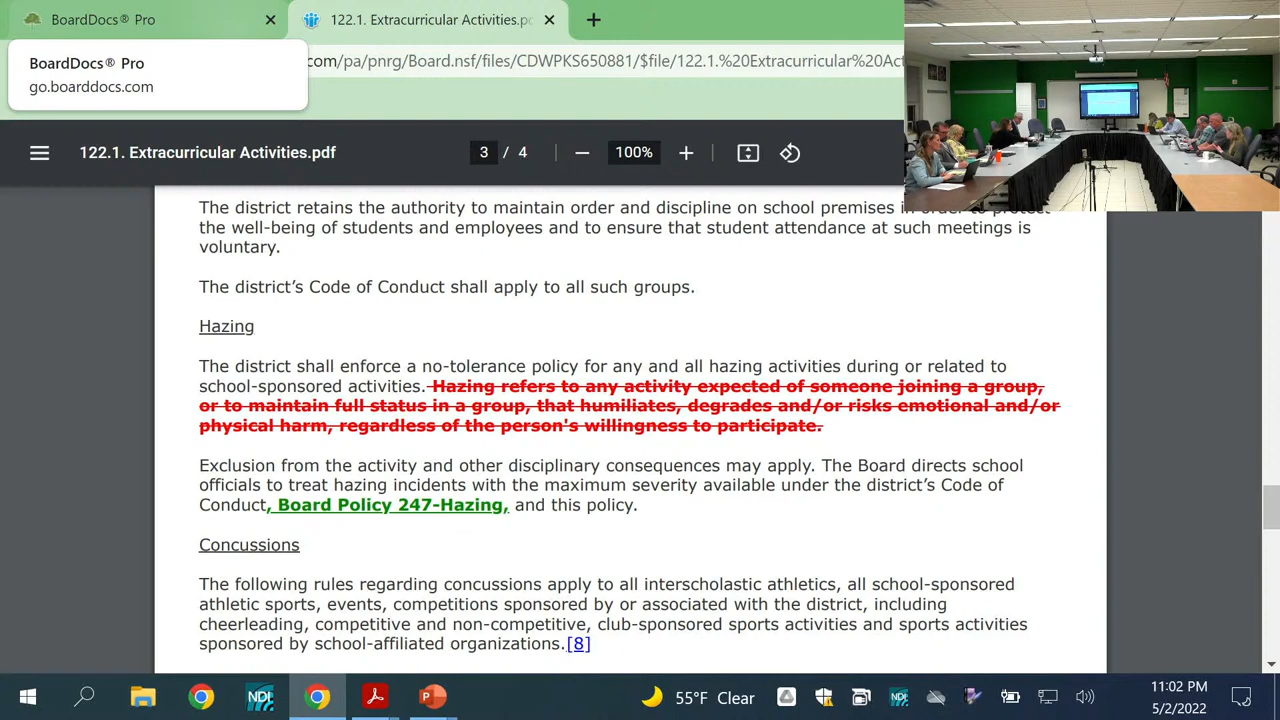 BoardDocs® Pro
122.1. Extracurricular Activities.pd
BoardDocs® Pro
go.boarddocs.com
com/pa/pnrg/Board.nsf/files/CDWPKS650881/$file/122.1.%20Extracurricular%20Act
122.1. Extracurricular Activities.pdf
3 / 4
100%
The district retains the authority to maintain order and discipline on school premises in order to protect
the well-being of students and employees and to ensure that student attendance at such meetings is
voluntary.
The district’s Code of Conduct shall apply to all such groups.
Hazing
The district shall enforce a no-tolerance policy for any and all hazing activities during or related to
school-sponsored activities. Hazing refers to any activity expected of someone joining a group,
or to maintain full status in a group, that humiliates, degrades and/or risks emotional and/or
physical harm, regardless of the person's willingness to participate.
Exclusion from the activity and other disciplinary consequences may apply. The Board directs school
officials to treat hazing incidents with the maximum severity available under the district’s Code of
Conduct, Board Policy 247-Hazing, and this policy.
Concussions
The following rules regarding concussions apply to all interscholastic athletics, all school-sponsored
athletic sports, events, competitions sponsored by or associated with the district, including
cheerleading, competitive and non-competitive, club-sponsored sports activities and sports activities
sponsored by school-affiliated organizations.[8]
NDI
55°F Clear
NDI
11:02 PM
5/2/2022